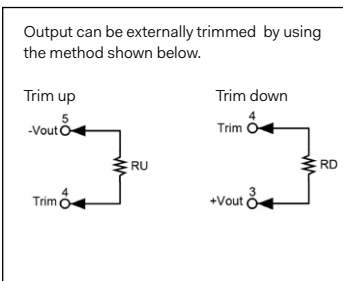 Output can be externally trimmed by using
the method shown below.
Trim up
5
-Vout
RU
4
Trim
Trim down
4
Trim
RD
3
+Vout